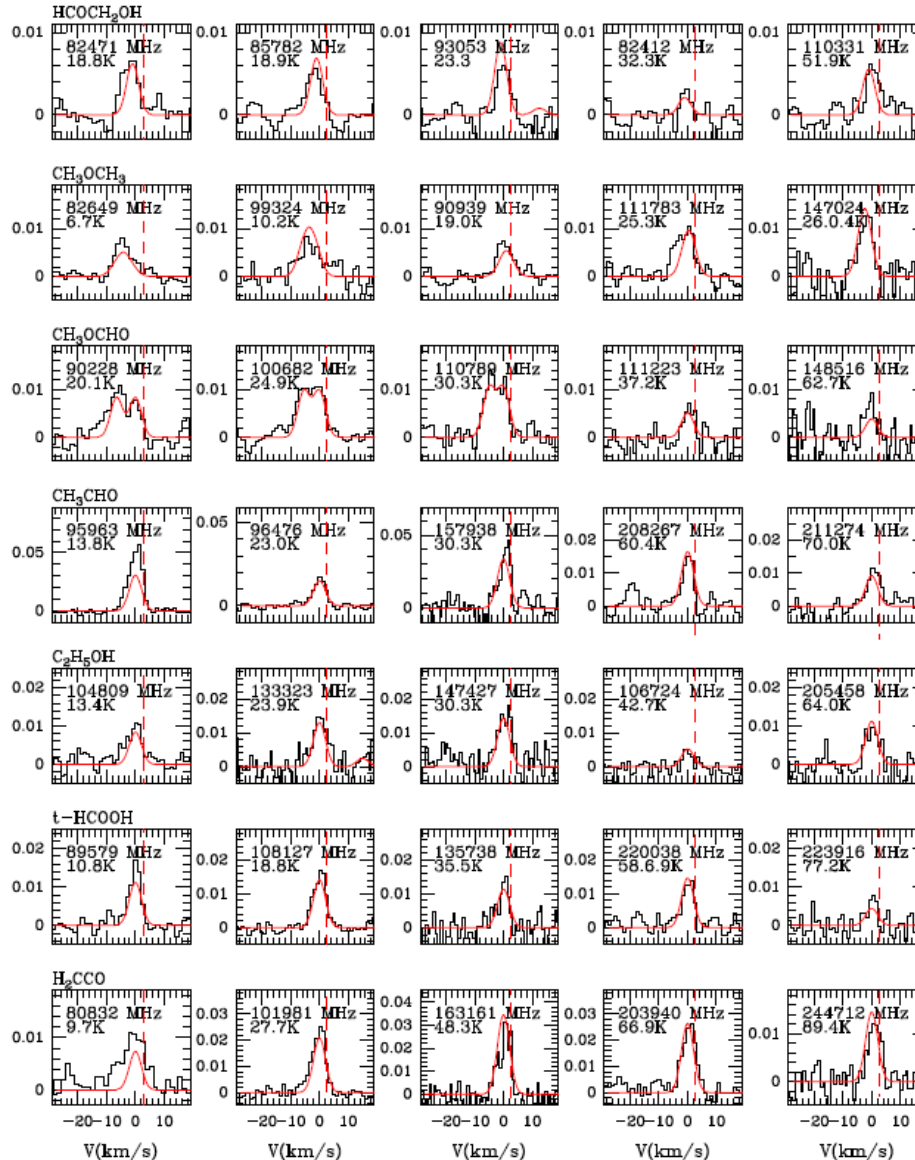 HCOCH₂OH
0.01 82471 MHz 85782 MHz 93053 MHz 82412 MHz 0.01 110331 MHz
18.8K 18.9K 23.3 32.3K 51.9K
0 0 0 0 0
CH₃OCH₃
82649 MHz 99324 MHz 90939 MHz 111783 MHz 147024 MHz
6.7K 10.2K 19.0K 25.3K 26.0.4K
0.01 0.01 0.01 0.01 0.01
0 0 0 0 0
CH₃OCHO
90228 MHz 100682 MHz 110789 MHz 111223 MHz 148516 MHz
20.1K 24.9K 30.3K 37.2K 62.7K
0.01 0.01 0.01 0.01 0.01
0 0 0 0 0
CH₃CHO
95963 MHz 0.05 96476 MHz 157938 MHz 0.02 208267 MHz 0.02 211274 MHz
13.8K 23.0K 30.3K 60.4K 70.0K
0.05 0.05 0.01 0.01
0 0 0 0 0
C₂H₅OH
0.02 104809 MHz 0.02 133323 MHz 0.02 147427 MHz 0.02 106724 MHz 0.02 205458 MHz
13.4K 23.9K 30.3K 42.7K 64.0K
0.01 0.01 0.01 0.01 0.01
0 0 0 0 0
t-HCOOH
0.02 89579 MHz 0.02 108127 MHz 0.02 135738 MHz 0.02 220038 MHz 0.02 223916 MHz
10.8K 18.8K 35.5K 58.6.9K 77.2K
0.01 0.01 0.01 0.01 0.01
0 0 0 0 0
H₂CCO
80832 MHz 0.03 101981 MHz 0.04 163161 MHz 0.03 203940 MHz 244712 MHz
9.7K 27.7K 0.03 48.3K 66.9K 89.4K
0.01 0.02 0.02 0.02 0.01
0.01 0.01 0.01
0 0 0 0 0
-20 -10 0 10 -20 -10 0 10 -20 -10 0 10 -20 -10 0 10 -20 -10 0 10
V(km/s) V(km/s) V(km/s) V(km/s) V(km/s)